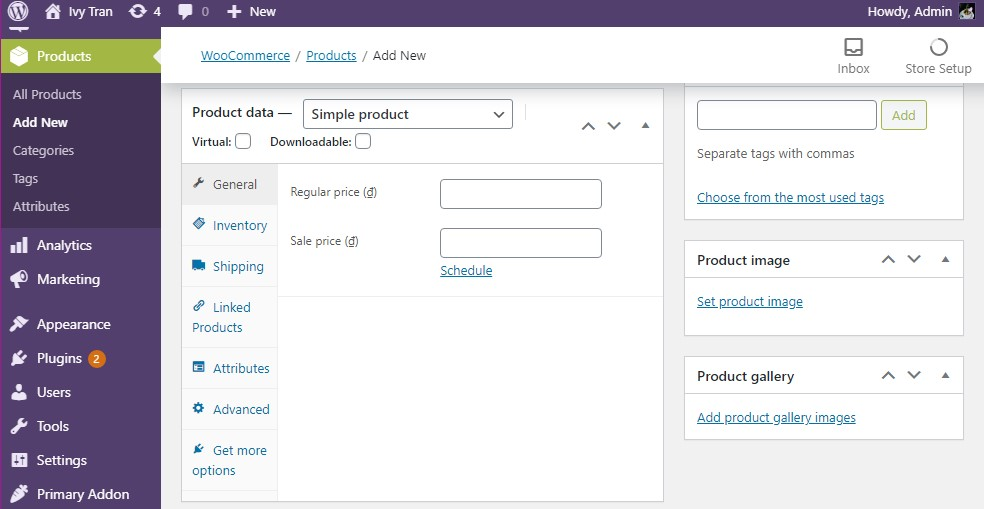 Ivy Tran 4 0 New Howdy, Admin
Products
All Products
Add New
Categories
Tags
Attributes
Analytics
Marketing
Appearance
Plugins 2
Users
Tools
Settings
Primary Addon
WooCommerce / Products / Add New
Inbox
Store Setup
Product data — Simple product
Virtual: Downloadable:
General
Inventory
Shipping
Linked
Products
Attributes
Advanced
Get more
options
Regular price (₫)
Sale price (₫)
Schedule
Add
Separate tags with commas
Choose from the most used tags
Product image
Set product image
Product gallery
Add product gallery images